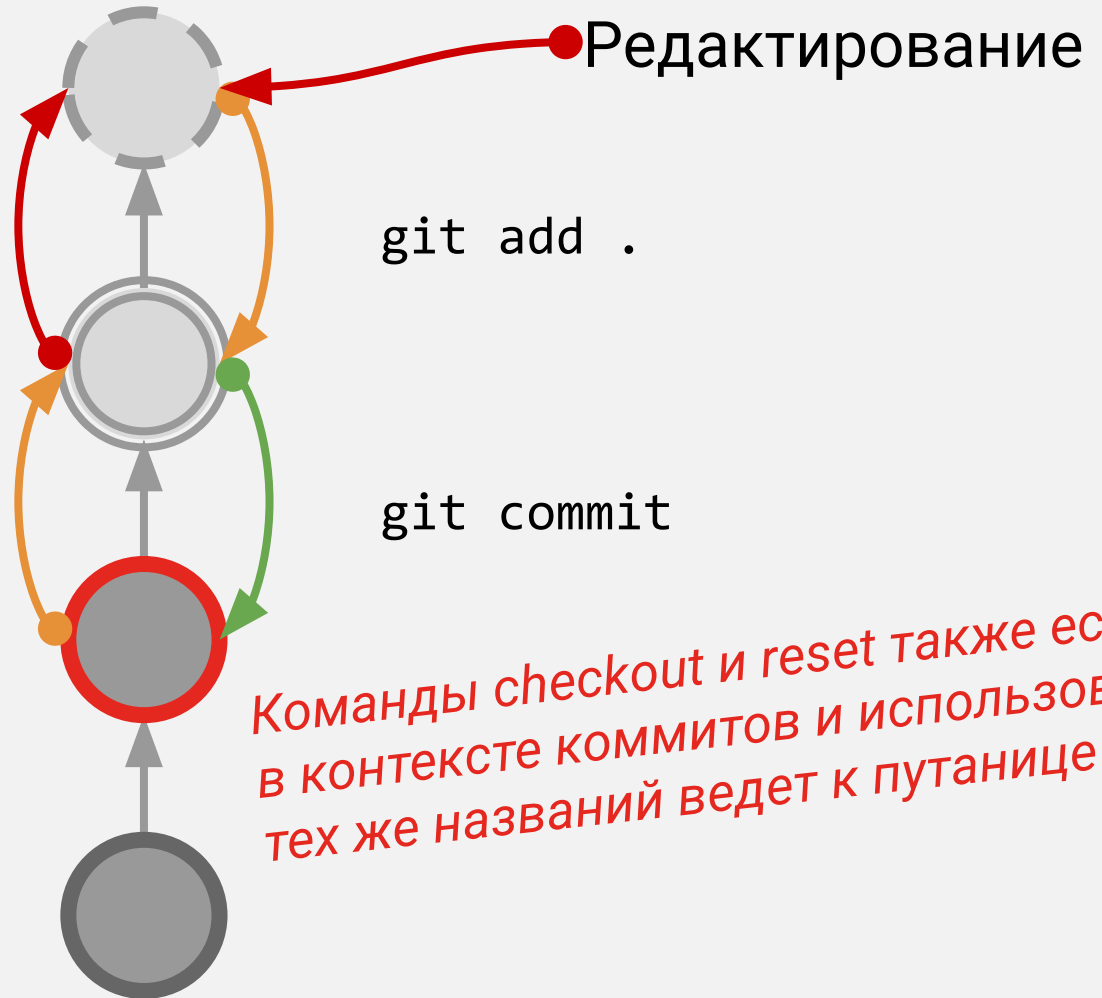 Редактирование
git add .
git commit
Команды checkout и reset также
в контексте коммитов и
тех же названий ведет к путанице